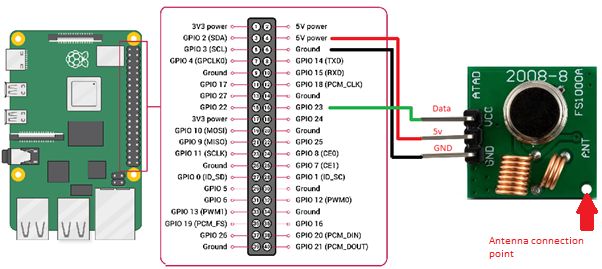 3V3 power 1 2 5V power
GPIO 2 (SDA) 3 4 5V power
GPIO 3 (SCL) 5 6 Ground
GPIO 4 (GPCLK0) 7 8 GPIO 14 (TXD)
Ground 9 10 GPIO 15 (RXD)
GPIO 17 11 12 GPIO 18 (PCM_CLK)
GPIO 27 13 14 Ground
GPIO 22 15 16 GPIO 23
3V3 power 17 18 GPIO 24
GPIO 10 (MOSI) 19 20 Ground
GPIO 9 (MISO) 21 22 GPIO 25
GPIO 11 (SCLK) 23 24 GPIO 8 (CE0)
Ground 25 26 GPIO 7 (CE1)
GPIO 0 (ID_SD) 27 28 GPIO 1 (ID_SC)
GPIO 5 29 30 Ground
GPIO 6 31 32 GPIO 12 (PWM0)
GPIO 13 (PWM1) 33 34 Ground
GPIO 19 (PCM_FS) 35 36 GPIO 16
GPIO 26 37 38 GPIO 20 (PCM_DIN)
Ground 39 40 GPIO 21 (PCM_DOUT)
Data
5v
GND
2008-8
ATAD
VCC
GND
FS1000A
ANT
Antenna connection
point